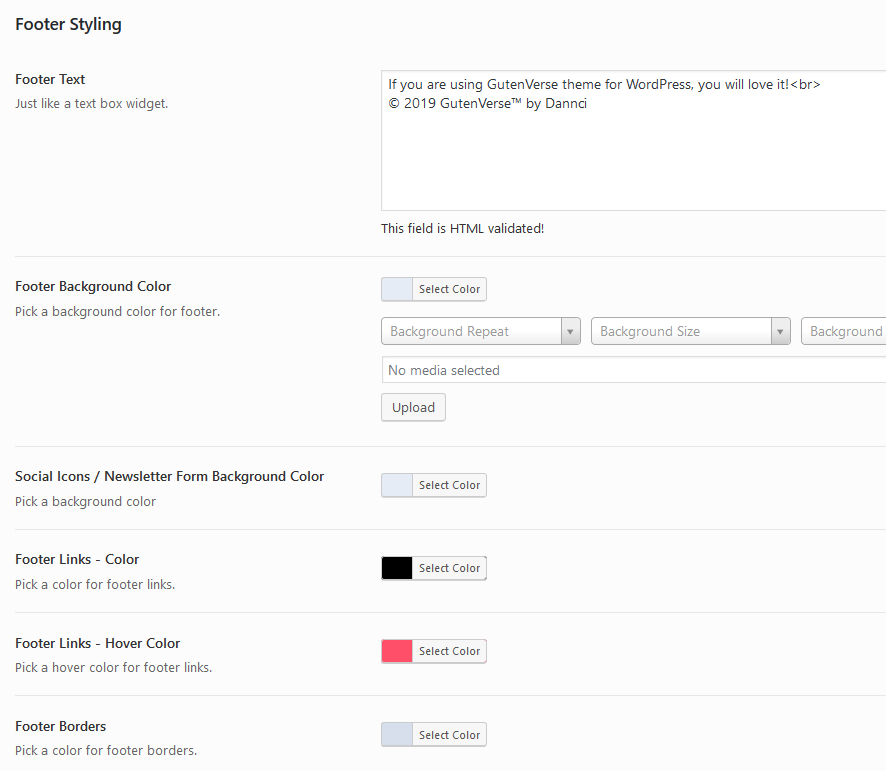 Footer Styling
Footer Text
Just like a text box widget.
If you are using GutenVerse theme for WordPress, you will love it!<br>
© 2019 GutenVerse™ by Dannci
This field is HTML validated!
Footer Background Color
Pick a background color for footer.
Select Color
Background Repeat
Background Size
Background
No media selected
Upload
Social Icons / Newsletter Form Background Color
Pick a background color
Select Color
Footer Links - Color
Pick a color for footer links.
Select Color
Footer Links - Hover Color
Pick a hover color for footer links.
Select Color
Footer Borders
Pick a color for footer borders.
Select Color